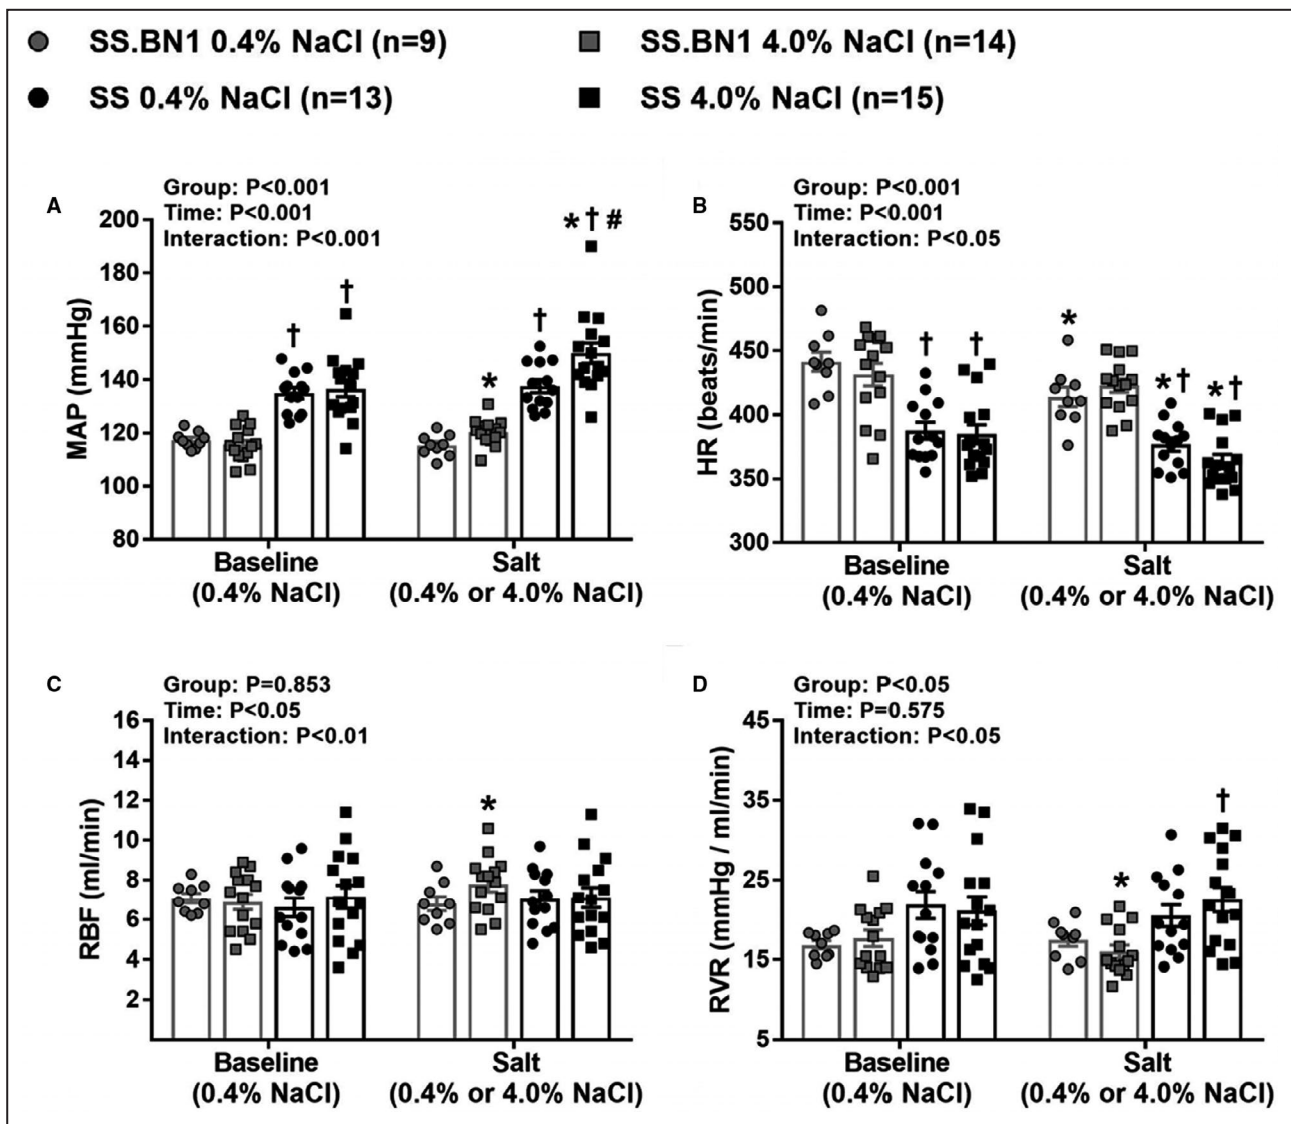 SS.BN1 0.4% NaCl (n=9)
SS.BN1 4.0% NaCl (n=14)
SS 0.4% NaCl (n=13)
SS 4.0% NaCl (n=15)
A
Group: P<0.001
Time: P<0.001
Interaction: P<0.001
MAP (mmHg)
200
180
160
140
120
100
80
†
†
*
†
* † #
Baseline
(0.4% NaCl)
Salt
(0.4% or 4.0% NaCl)
B
Group: P<0.001
Time: P<0.001
Interaction: P<0.05
HR (beats/min)
550
500
450
400
350
300
†
†
*
* †
* †
Baseline
(0.4% NaCl)
Salt
(0.4% or 4.0% NaCl)
C
Group: P=0.853
Time: P<0.05
Interaction: P<0.01
RBF (ml/min)
16
14
12
10
8
6
4
2
*
Baseline
(0.4% NaCl)
Salt
(0.4% or 4.0% NaCl)
D
Group: P<0.05
Time: P=0.575
Interaction: P<0.05
RVR (mmHg / ml/min)
45
35
25
15
5
*
†
Baseline
(0.4% NaCl)
Salt
(0.4% or 4.0% NaCl)